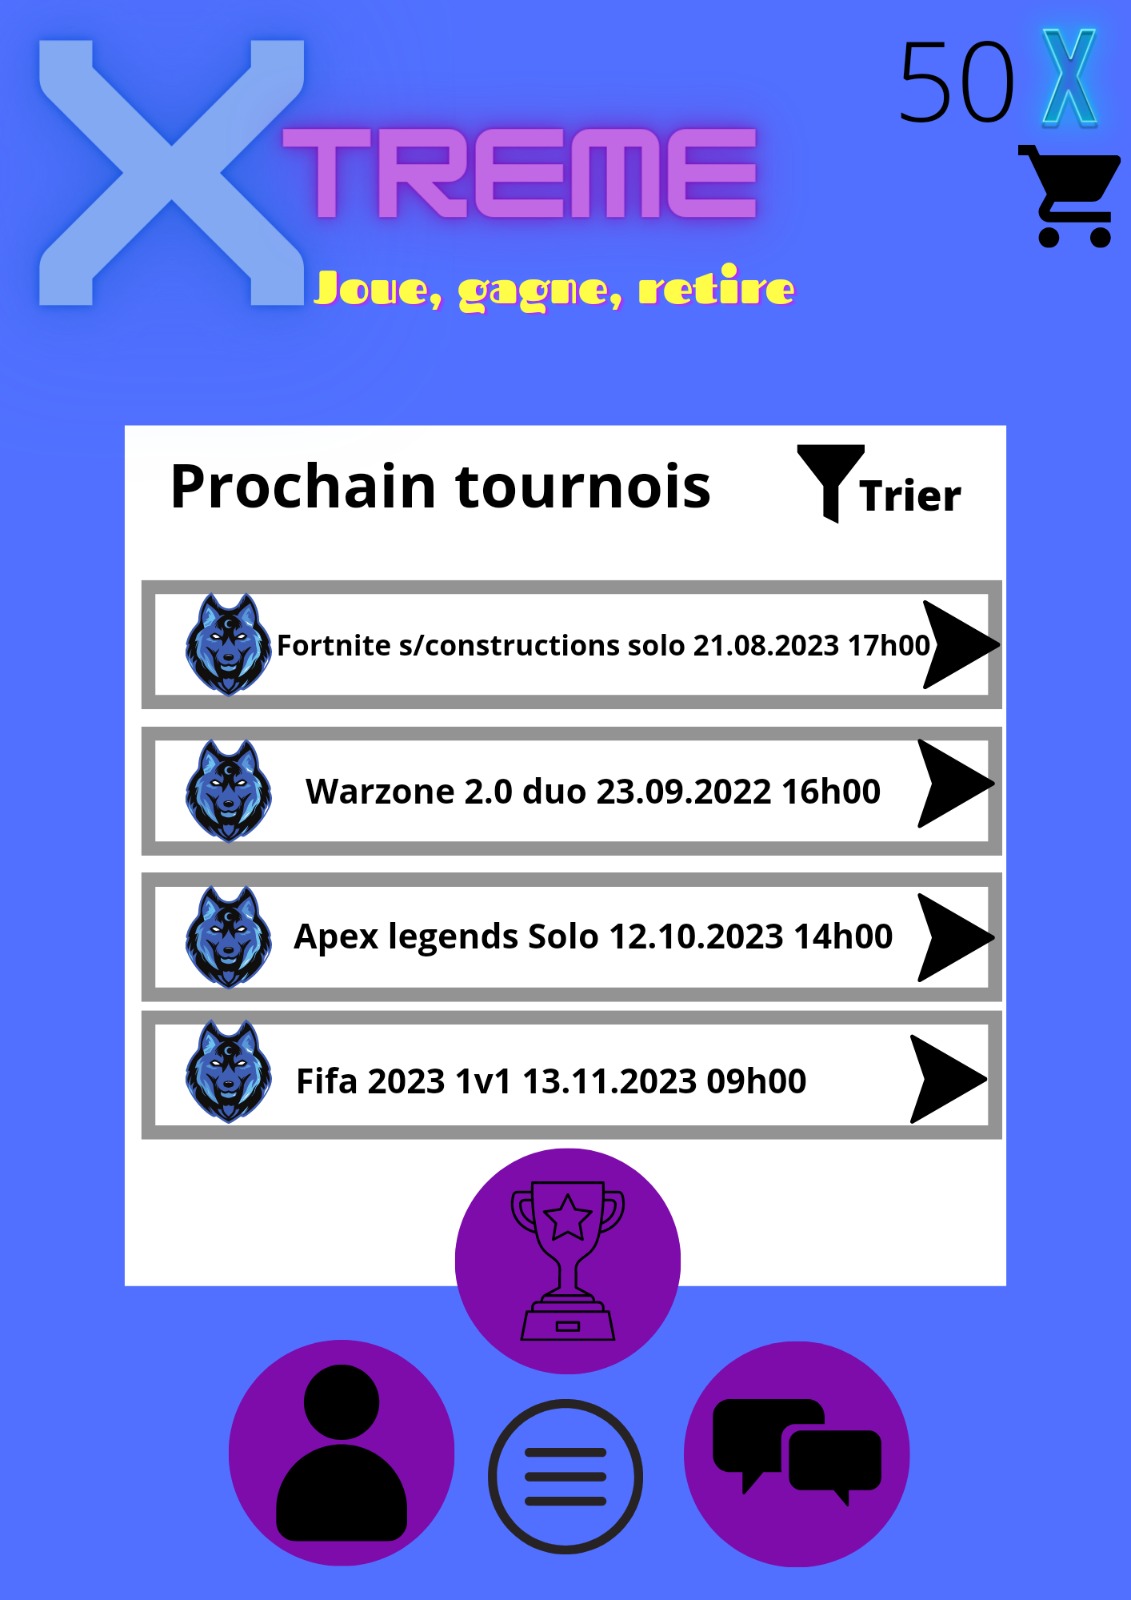 XTREME
50 X
Joue, gagne, retire
Prochain tournois
Trier
Fortnite s/constructions solo 21.08.2023 17h00
Warzone 2.0 duo 23.09.2022 16h00
Apex legends Solo 12.10.2023 14h00
Fifa 2023 1v1 13.11.2023 09h00